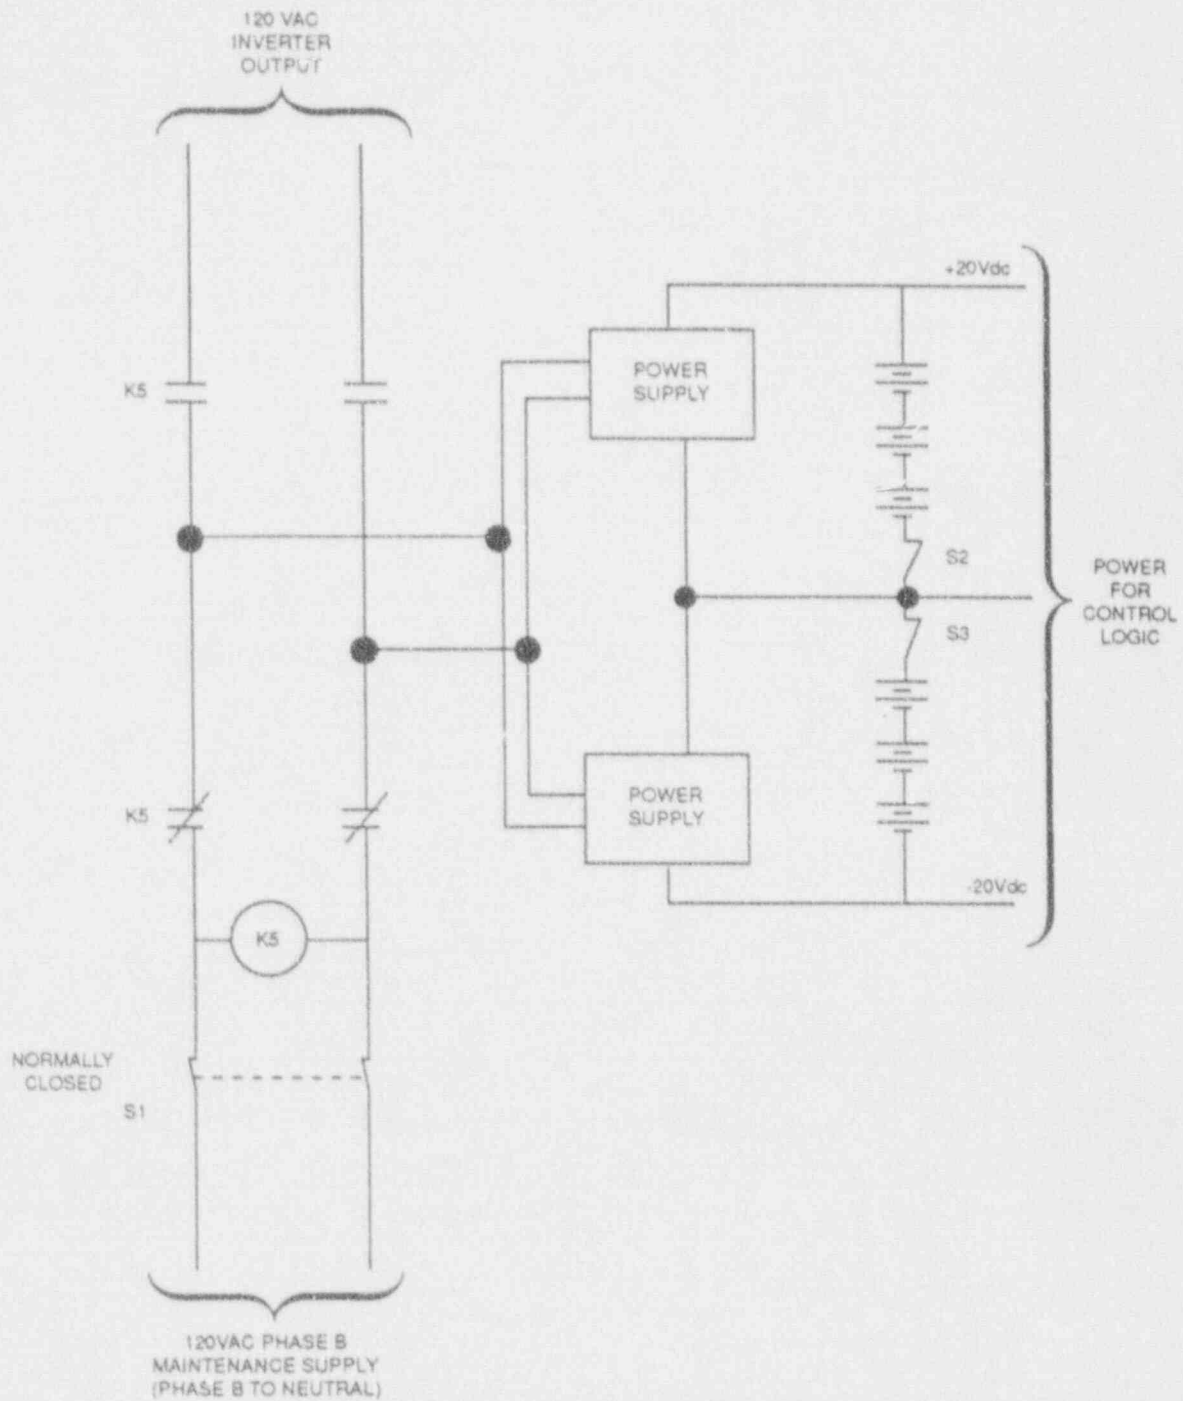 120 VAC
INVERTER
OUTPUT
+20Vdc
K5
POWER
SUPPLY
S2
POWER
FOR
CONTROL
LOGIC
S3
K5
POWER
SUPPLY
-20Vdc
K5
NORMALLY
CLOSED
S1
120VAC PHASE B
MAINTENANCE SUPPLY
(PHASE B TO NEUTRAL)